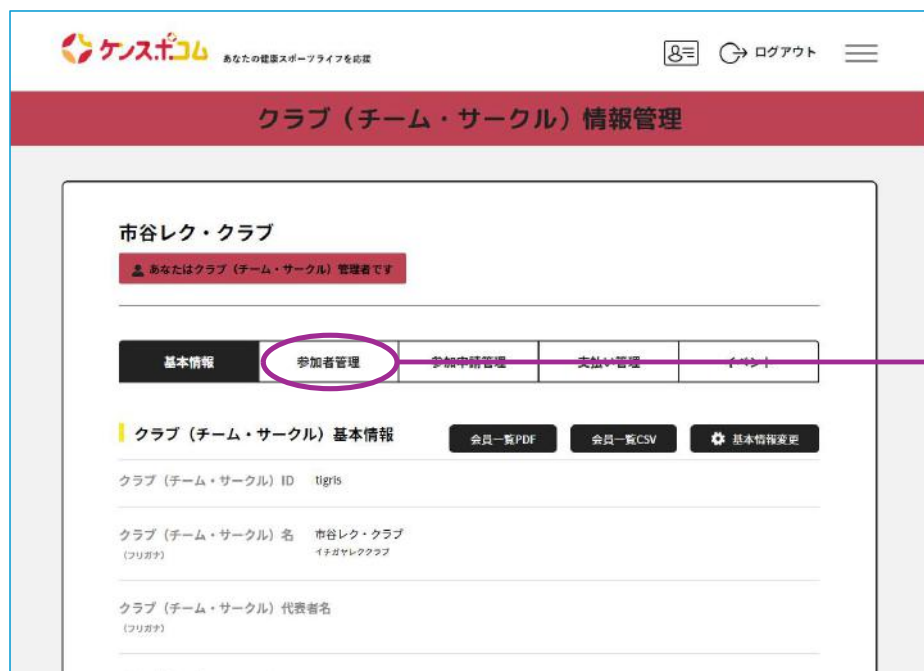 ケンスポコム あなたの健康スポーツライフを応援
ログアウト
クラブ（チーム・サークル）情報管理
市谷レク・クラブ
あなたはクラブ（チーム・サークル）管理者です
基本情報 参加者管理 参加申請管理 支払い管理 イベント
クラブ（チーム・サークル）基本情報 会員一覧PDF 会員一覧CSV 基本情報変更
クラブ（チーム・サークル）ID tigris
クラブ（チーム・サークル）名 市谷レク・クラブ
（フリガナ） イチガヤレククラブ
クラブ（チーム・サークル）代表者名
（フリガナ）